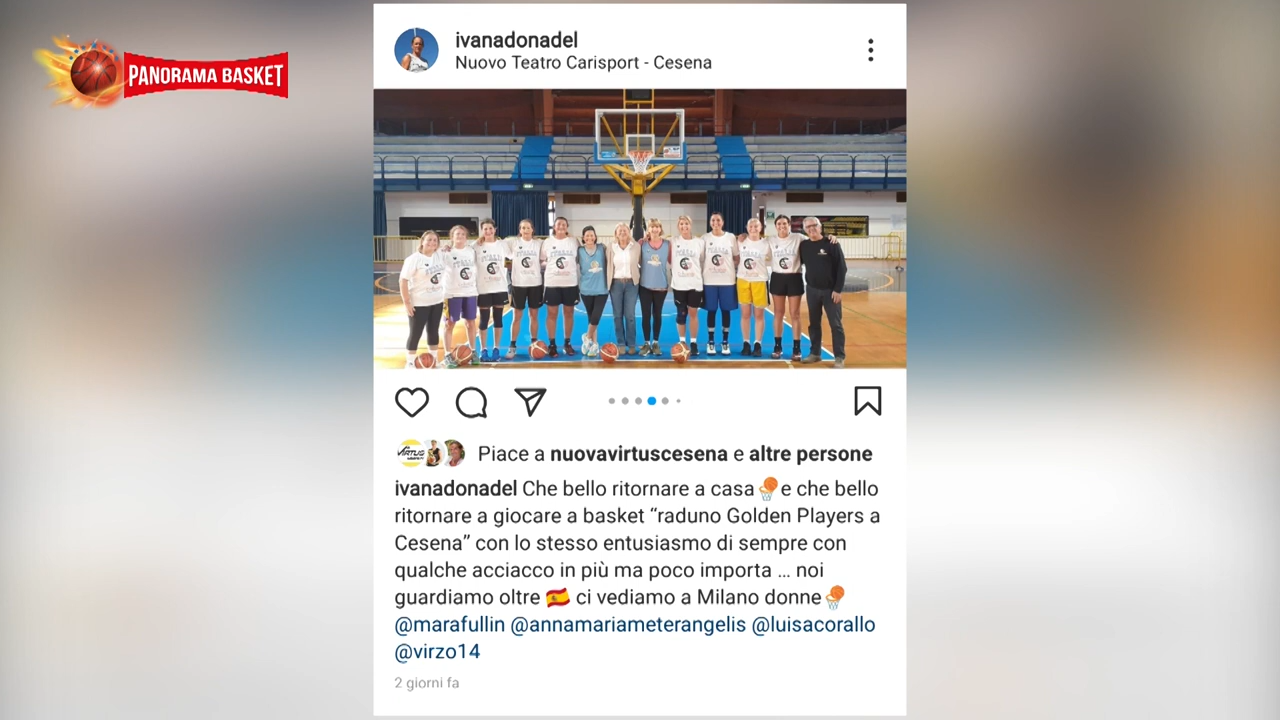 PANORAMA BASKET
ivanadonadel
Nuovo Teatro Carisport - Cesena
Piace a nuovavirtuscesena e altre persone
ivanadonadel Che bello ritornare a casa🏀e che bello
ritornare a giocare a basket “raduno Golden Players a
Cesena” con lo stesso entusiasmo di sempre con
qualche acciacco in più ma poco importa … noi
guardiamo oltre 🇪🇸 ci vediamo a Milano donne🏀
@marafullin @annamariameterangelis @luisacorallo
@virzo14
2 giorni fa